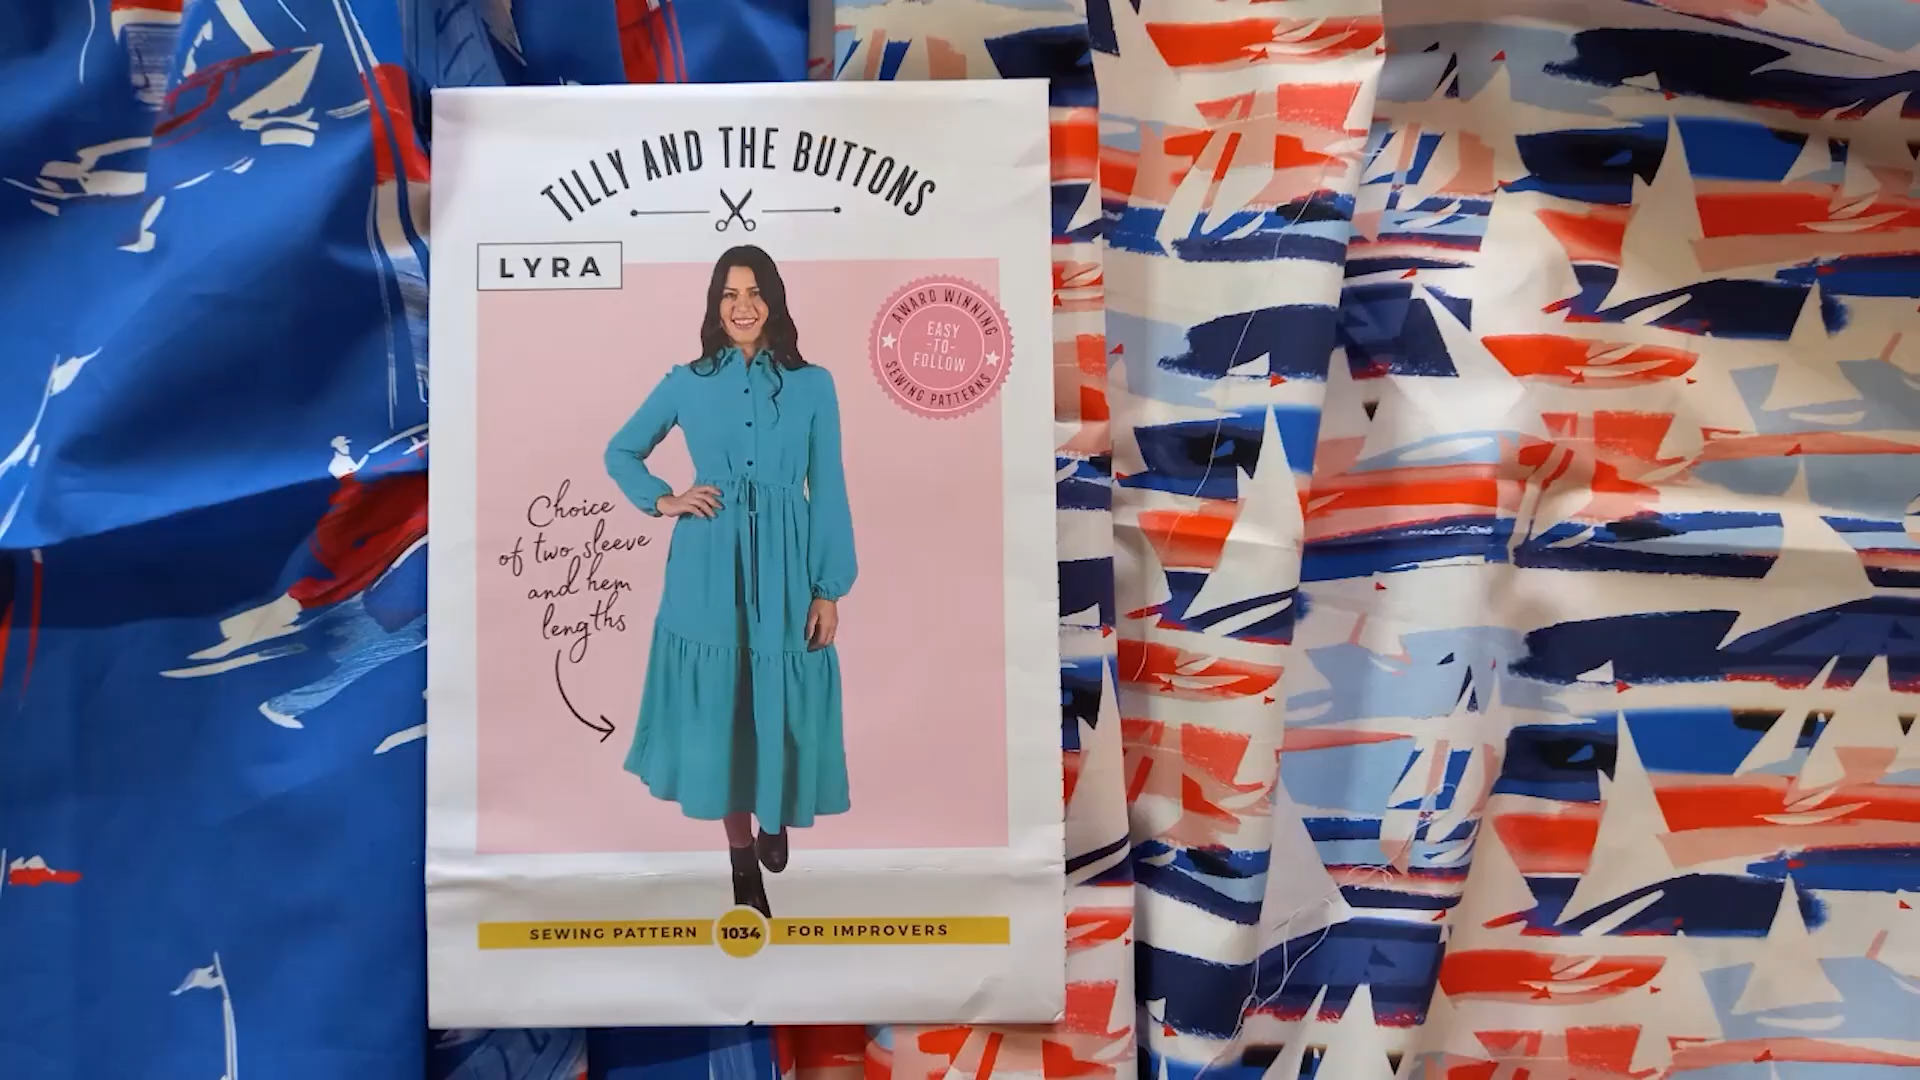 TILLY AND THE BUTTONS
LYRA
AWARD WINNING
EASY
-TO-
FOLLOW
SEWING PATTERNS
Choice
of two sleeve
and hem
lengths
SEWING PATTERN 1034 FOR IMPROVERS